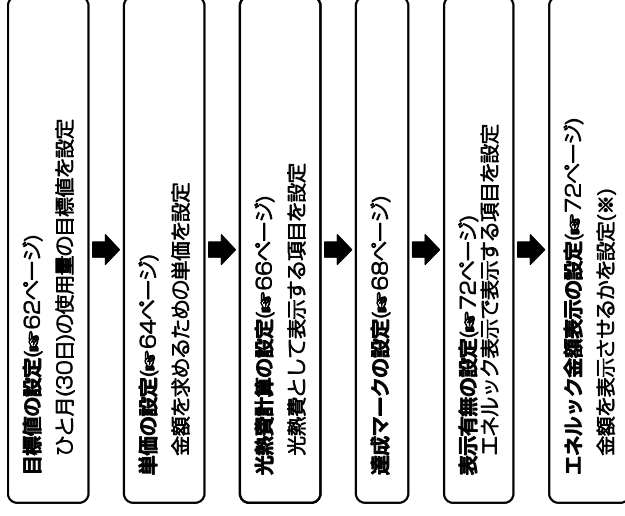 目標値の設定(☞62ページ)
ひと月(30日)の使用量の目標値を設定
単価の設定(☞64ページ)
金額を求めるための単価を設定
光熱費計算の設定(☞66ページ)
光熱費として表示する項目を設定
達成マークの設定(☞68ページ)
表示有無の設定(☞72ページ)
エネルック表示で表示する項目を設定
エネルック金額表示の設定(☞72ページ)
金額を表示させるかを設定(※)